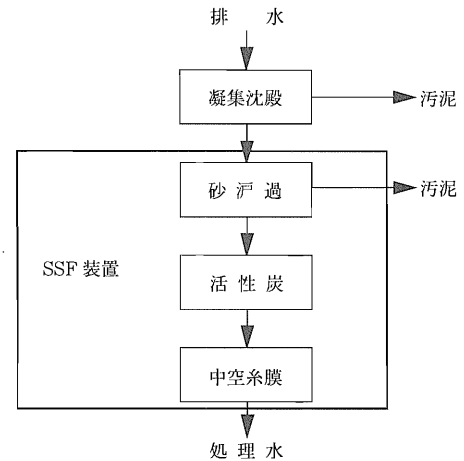 排 水
凝集沈殿
汚泥
砂 沪 過
汚泥
SSF 装置
活 性 炭
中空糸膜
処 理 水